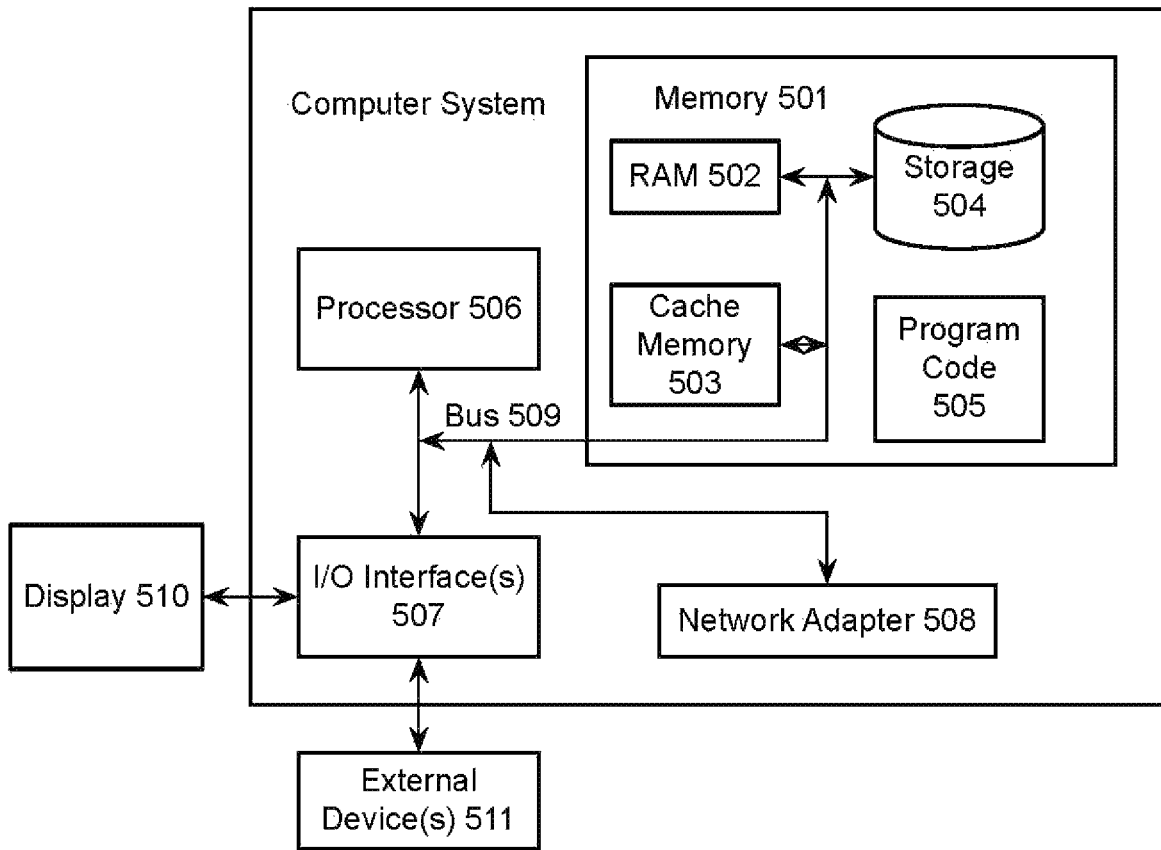 Computer System
Memory 501
RAM 502
Storage
504
Processor 506
Cache
Memory
503
Program
Code
505
Bus 509
Display 510
I/O Interface(s)
507
Network Adapter 508
External
Device(s) 511